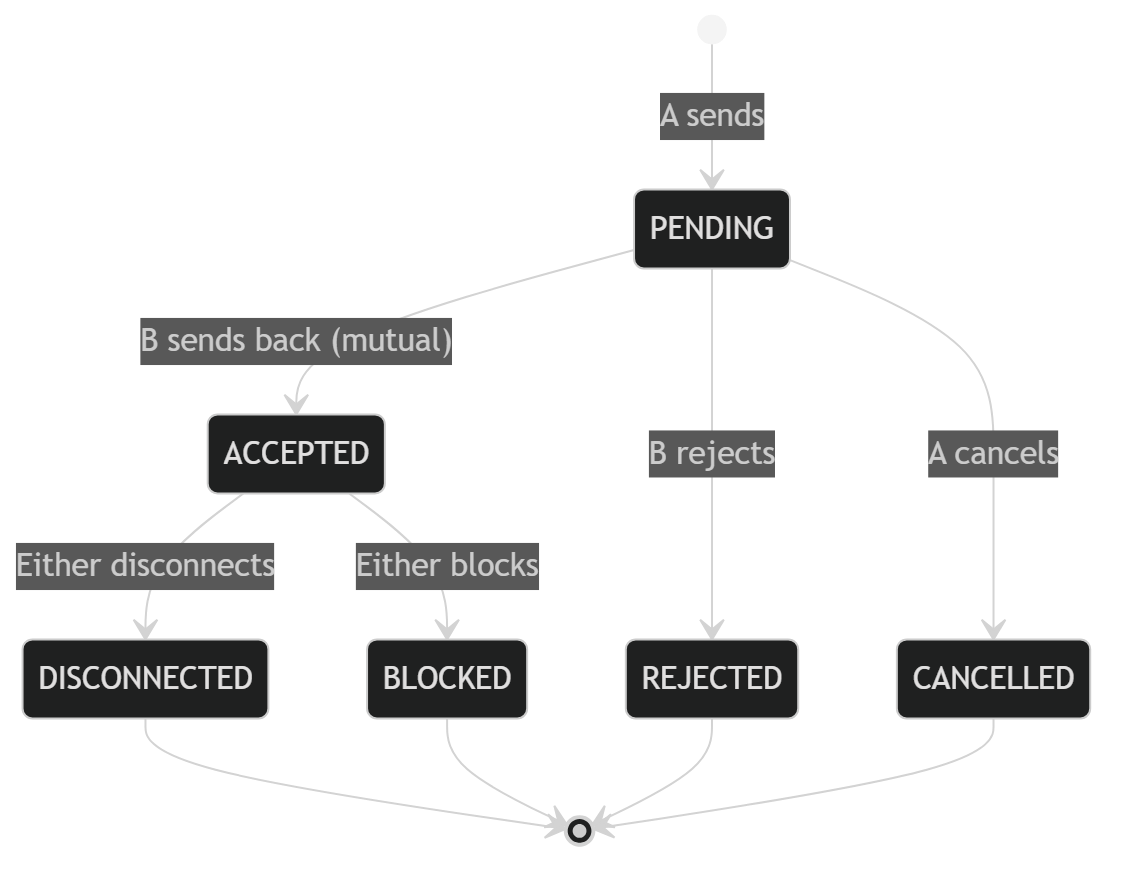 A sends
PENDING
B sends back (mutual)
ACCEPTED
B rejects
A cancels
Either disconnects
Either blocks
DISCONNECTED
BLOCKED
REJECTED
CANCELLED